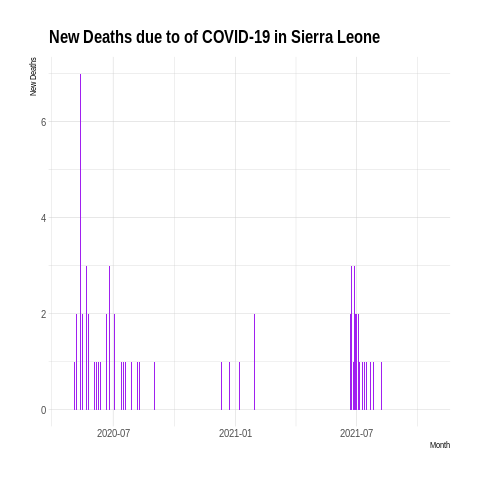 New Deaths due to of COVID-19 in Sierra Leone
New Deaths
6
4
2
0
2020-07
2021-01
2021-07
Month